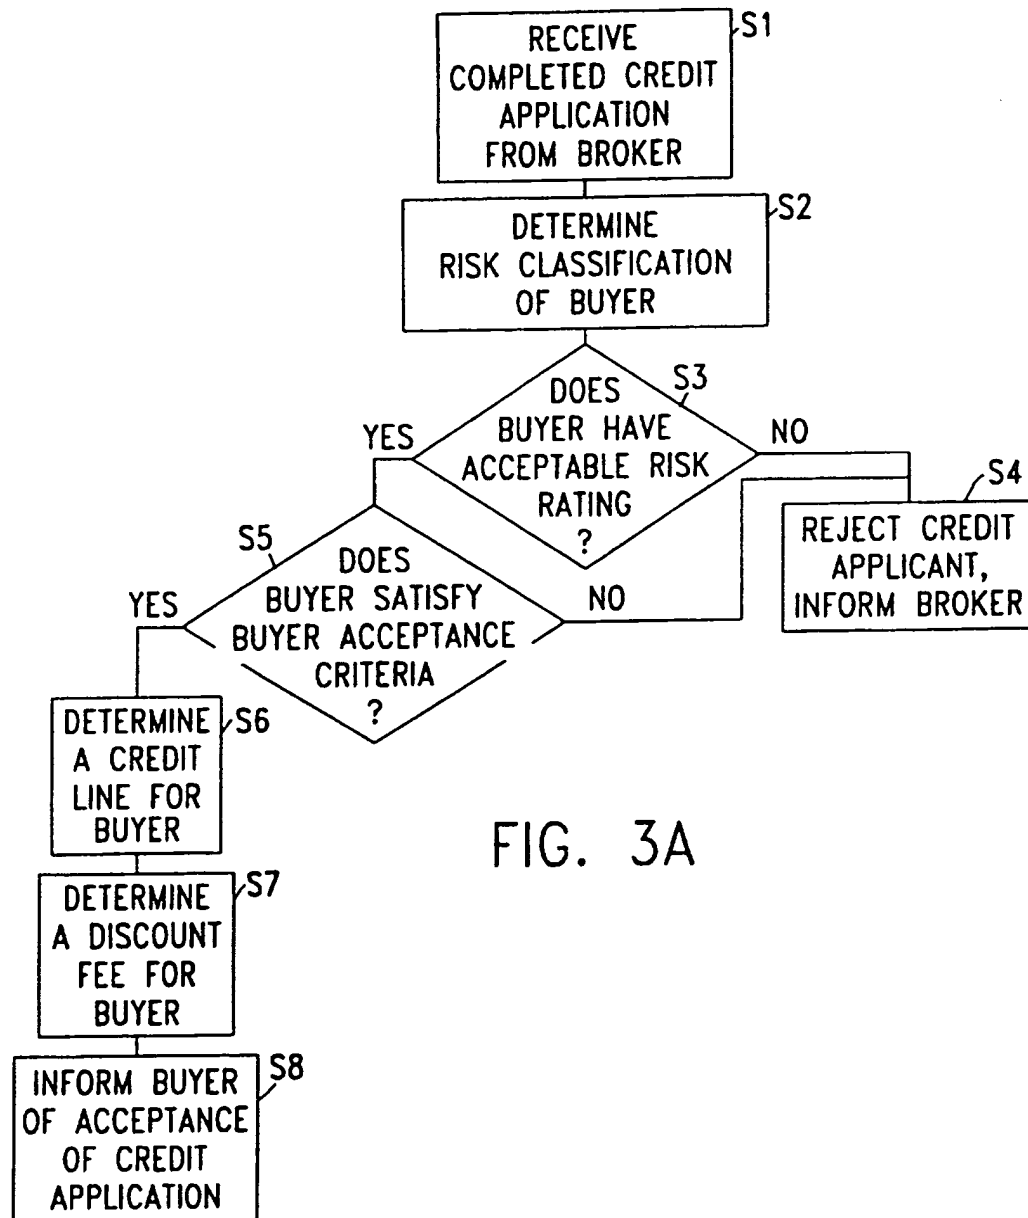 S1
RECEIVE
COMPLETED CREDIT
APPLICATION
FROM BROKER
S2
DETERMINE
RISK CLASSIFICATION
OF BUYER
S3
DOES
BUYER HAVE
ACCEPTABLE RISK
RATING
?
YES
NO
S4
REJECT CREDIT
APPLICANT,
INFORM BROKER
S5
DOES
BUYER SATISFY
BUYER ACCEPTANCE
CRITERIA
?
YES
NO
S6
DETERMINE
A CREDIT
LINE FOR
BUYER
FIG. 3A
S7
DETERMINE
A DISCOUNT
FEE FOR
BUYER
S8
INFORM BUYER
OF ACCEPTANCE
OF CREDIT
APPLICATION